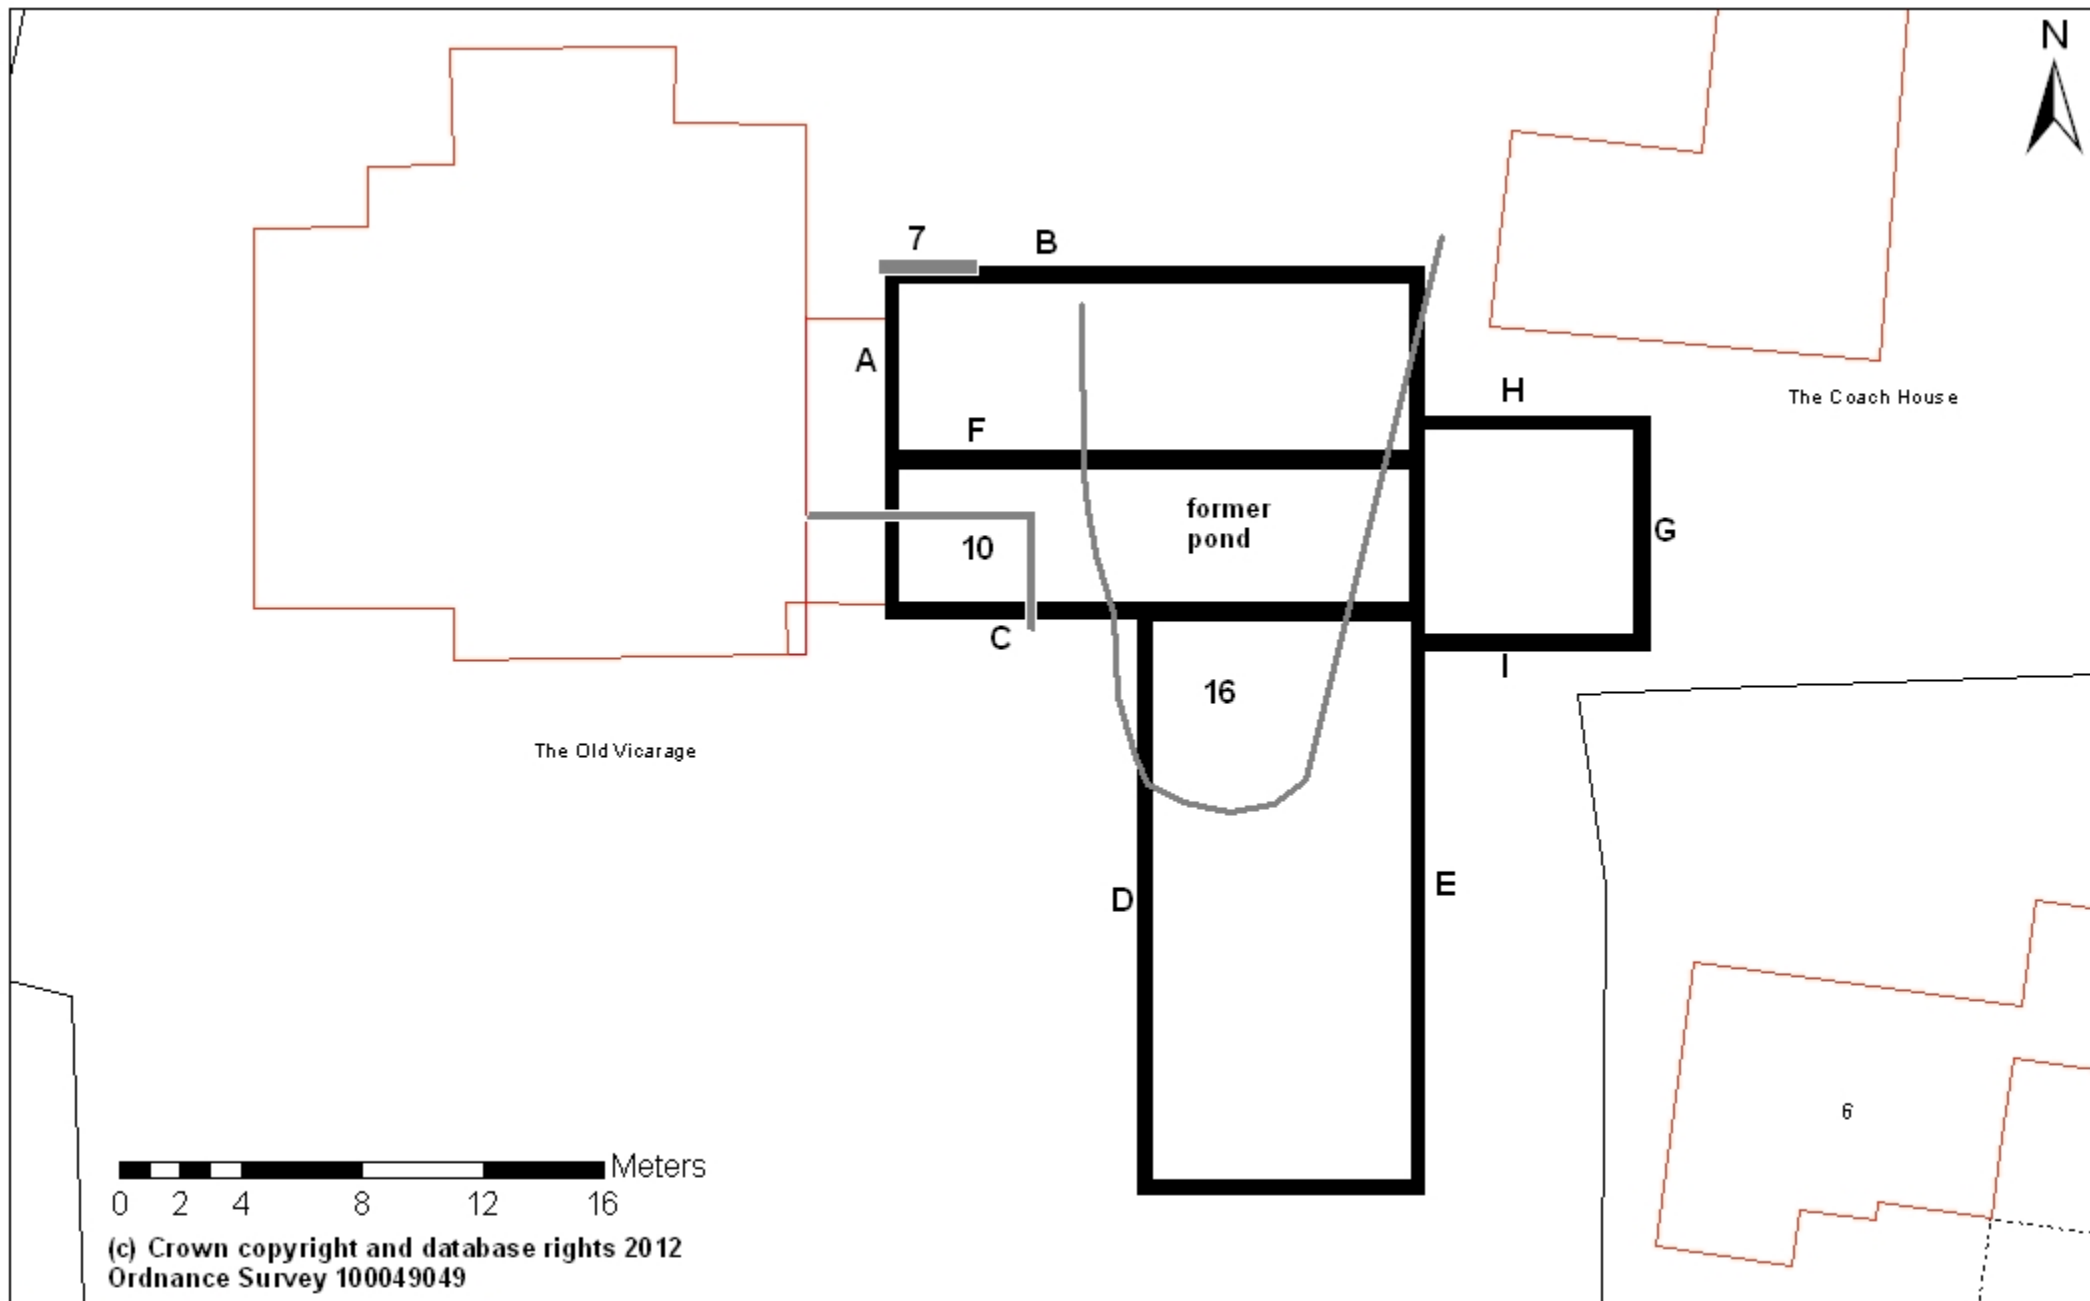 N
7
B
A
H
The Coach House
F
former
pond
10
G
C
I
16
The Old Vicarage
E
D
6
Meters
0 2 4 8 12 16
(c) Crown copyright and database rights 2012
Ordnance Survey 100049049